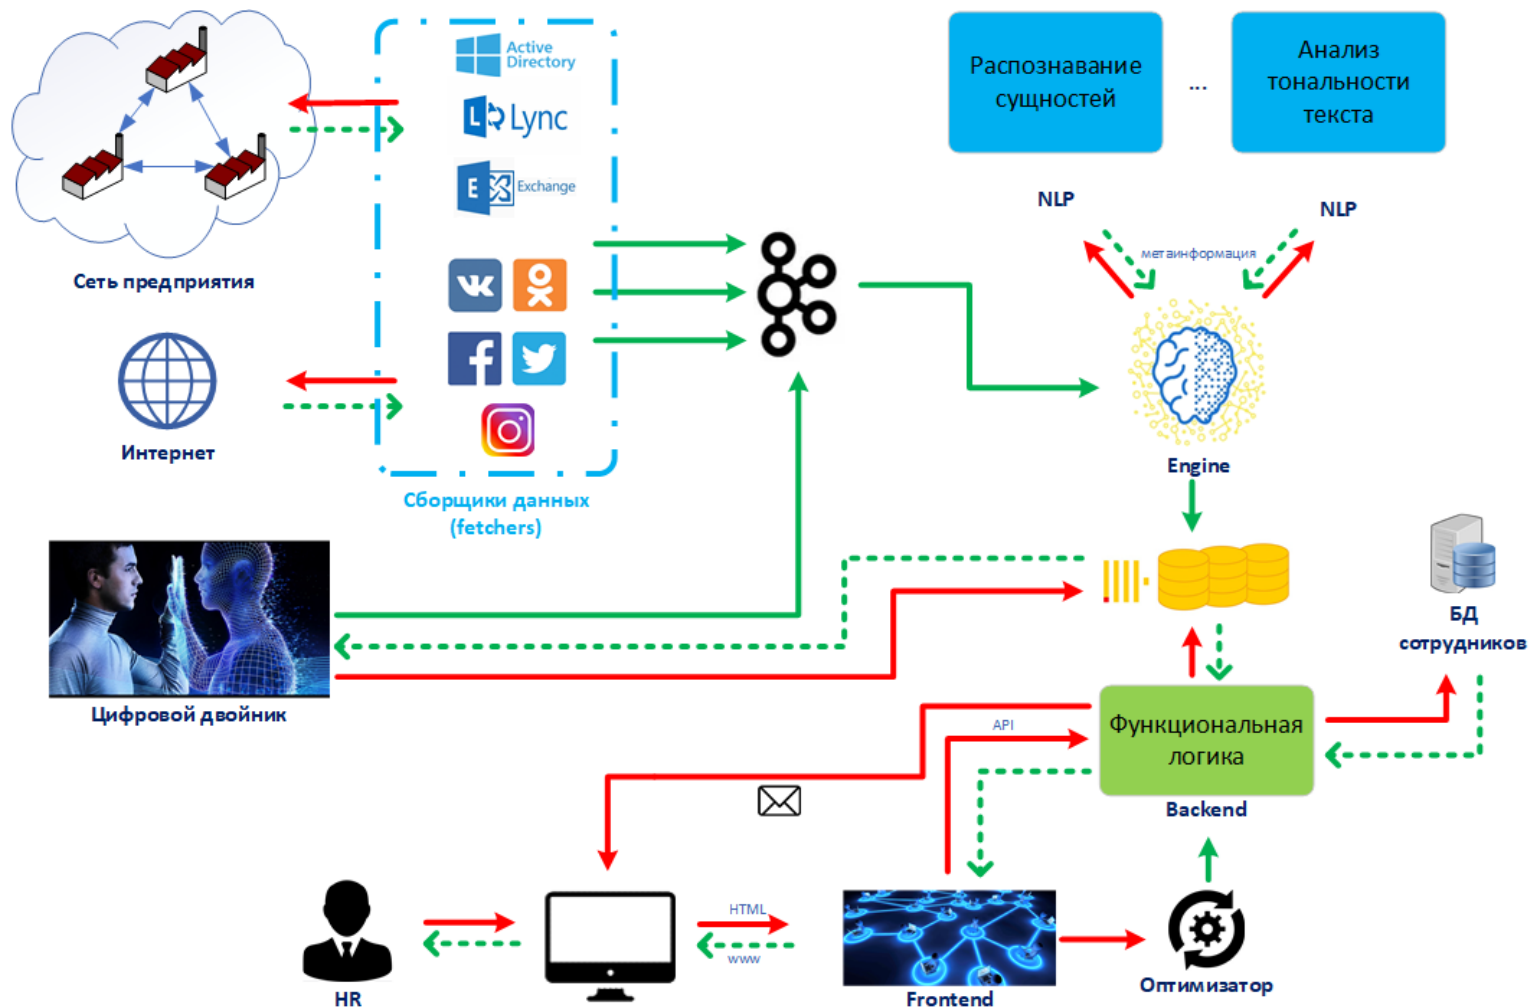 Active
Directory
Lync
Exchange
Сеть предприятия
Интернет
Сборщики данных
(fetchers)
Распознавание
сущностей
...
Анализ
тональности
текста
NLP
NLP
метаинформация
Engine
БД
сотрудников
Цифровой двойник
API
Функциональная
логика
Backend
HTML
www
HR
Frontend
Оптимизатор